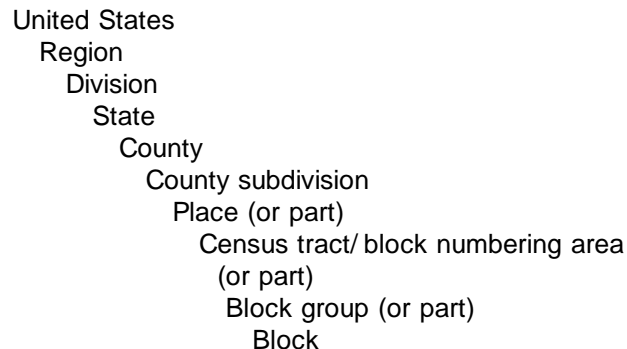 United States
Region
Division
State
County
County subdivision
Place (or part)
Census tract/ block numbering area
(or part)
Block group (or part)
Block